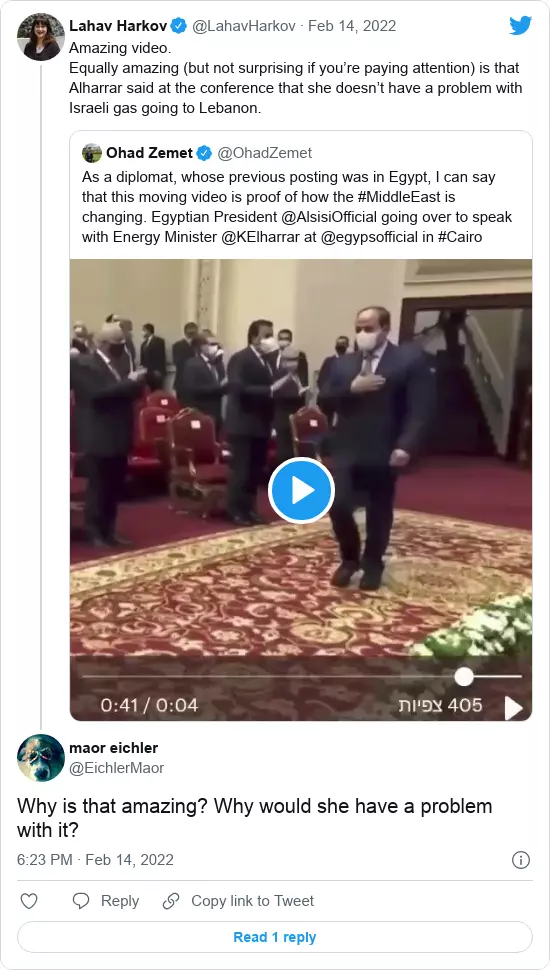 Lahav Harkov @LahavHarkov · Feb 14, 2022
Amazing video.
Equally amazing (but not surprising if you’re paying attention) is that
Alharrar said at the conference that she doesn’t have a problem with
Israeli gas going to Lebanon.
Ohad Zemet @OhadZemet
As a diplomat, whose previous posting was in Egypt, I can say
that this moving video is proof of how the #MiddleEast is
changing. Egyptian President @AlsisiOfficial going over to speak
with Energy Minister @KElharrar at @egypsofficial in #Cairo
0:41 / 0:04
405 צפיות
maor eichler
@EichlerMaor
Why is that amazing? Why would she have a problem
with it?
6:23 PM · Feb 14, 2022
Reply Copy link to Tweet
Read 1 reply